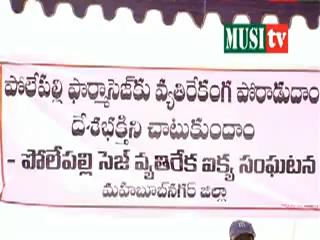 MUSi tv
పోలేపల్లి ఫార్మాసెజ్‌కు వ్యతిరేకంగ పోరాడుదాం
దేశభక్తిని చాటుకుందాం
- పోలేపల్లి సెజ్ వ్యతిరేక ఐక్య సంఘటన
మహబూబ్‌నగర్ జిల్లా